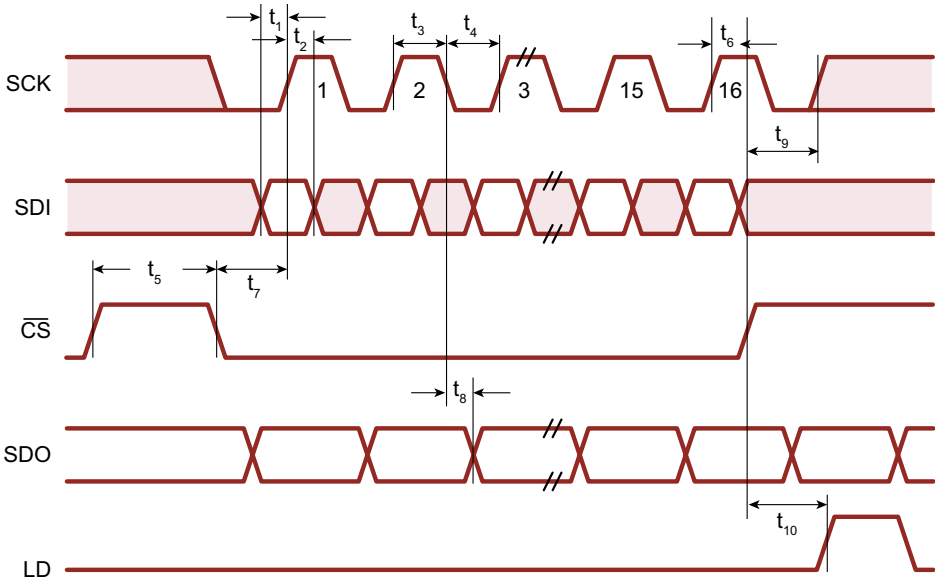 t₁
t₂
t₃
t₄
t₆
SCK
1
2
3
15
16
t₉
SDI
t₅
t₇
C̅S̅
t₈
SDO
t₁₀
LD